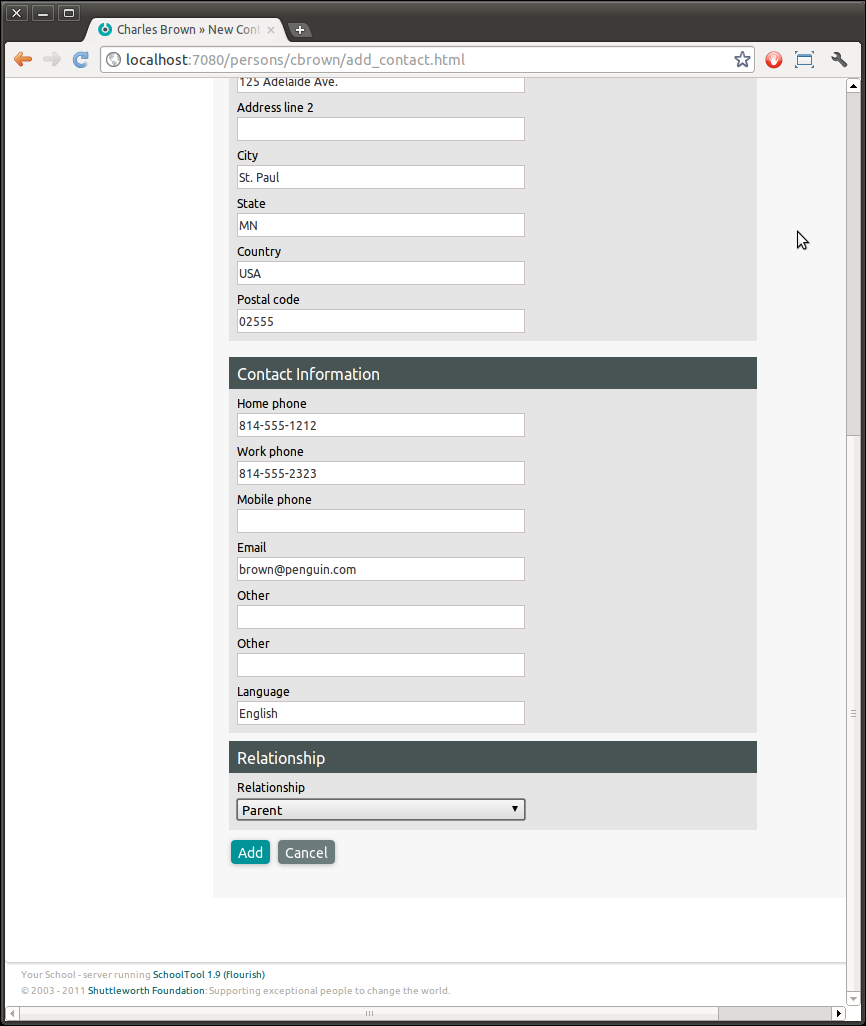 Charles Brown » New Cont
localhost:7080/persons/cbrown/add_contact.html
125 Adelaide Ave.
Address line 2
City
St. Paul
State
MN
Country
USA
Postal code
02555
Contact Information
Home phone
814-555-1212
Work phone
814-555-2323
Mobile phone
Email
brown@penguin.com
Other
Other
Language
English
Relationship
Relationship
Parent
Add Cancel
Your School - server running SchoolTool 1.9 (flourish)
© 2003 - 2011 Shuttleworth Foundation: Supporting exceptional people to change the world.